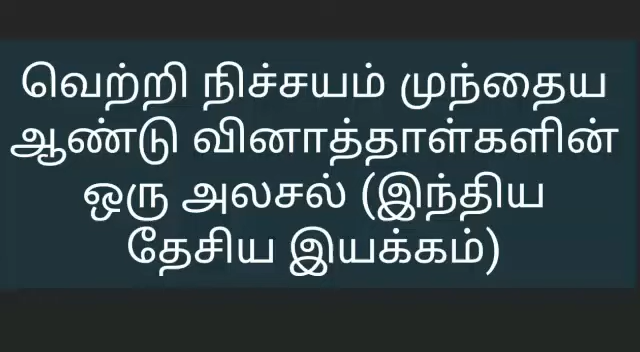 வெற்றி நிச்சயம் முந்தைய
ஆண்டு வினாத்தாள்களின்
ஒரு அலசல் (இந்திய
தேசிய இயக்கம்)